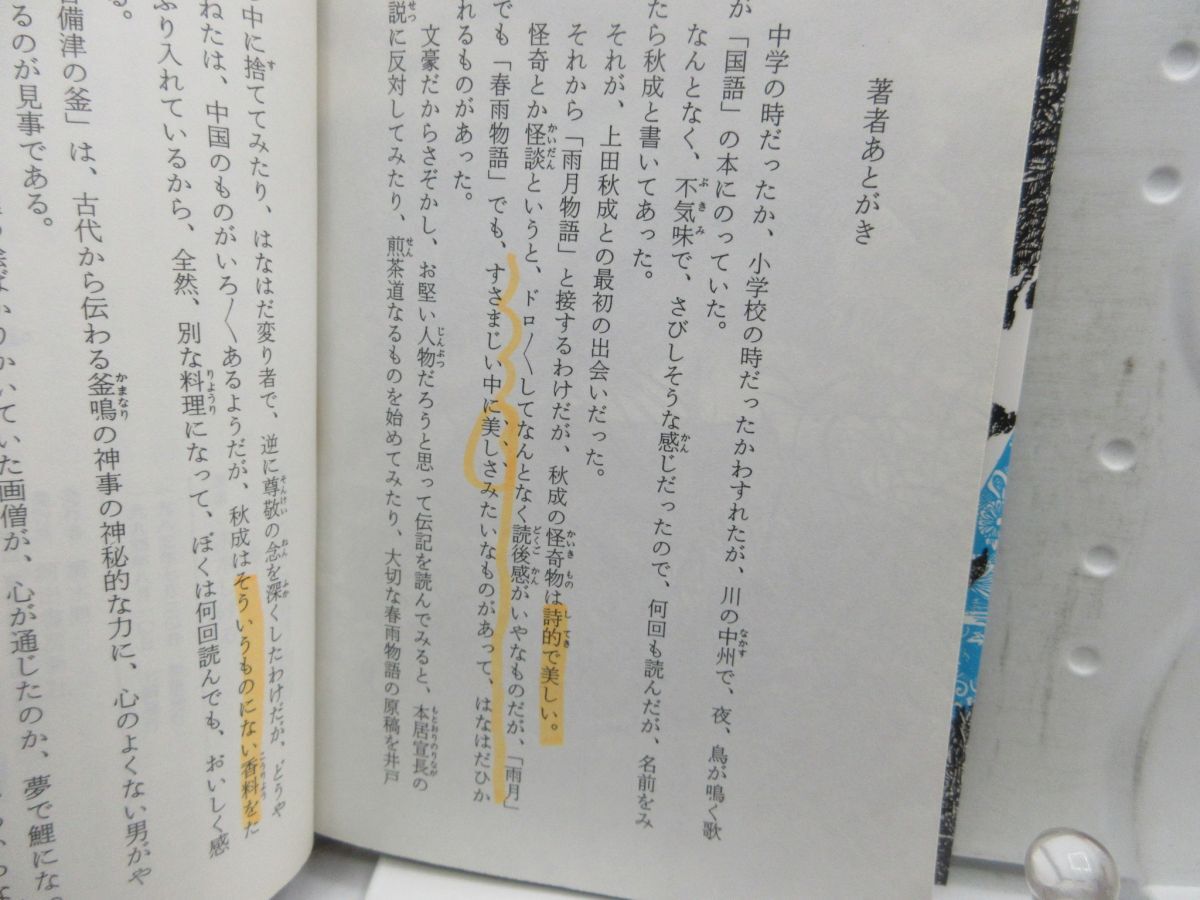 著者あとがき
中学の時だったか、小学校の時だったかわすれたが、川の中州で、夜、鳥が鳴く歌
が「国語」の本にのっていた。
なんとなく、不気味で、さびしそうな感じだったので、何回も読んだが、名前をみ
たら秋成と書いてあった。
それが、上田秋成との最初の出会いだった。
それから「雨月物語」と接するわけだが、秋成の怪奇物は詩的で美しい。
怪奇とか怪談というと、ドロ〳〵してなんとなく読後感がいやなものだが、「雨月」
でも「春雨物語」でも、すさまじい中に美しさみたいなものがあって、はなはだひか
れるものがあった。
文豪だからさぞかし、お堅い人物だろうと思って伝記を読んでみると、本居宣長の
説に反対してみたり、煎茶道なるものを始めてみたり、大切な春雨物語の原稿を井戸
の中に捨ててみたり、はなはだ変り者で、逆に尊敬の念を深くしたわけだが、どうや
ねたは、中国のものがいろ〳〵あるようだが、秋成はそういうものにない香料をた
ぶり入れているから、全然、別な料理になって、ぼくは何回読んでも、おいしく感
る。
備津の釜」は、古代から伝わる釜鳴の神事の神秘的な力に、心のよくない男がや
るのが見事である。
かいていた画僧が、心が通じたのか、夢で鯉にな